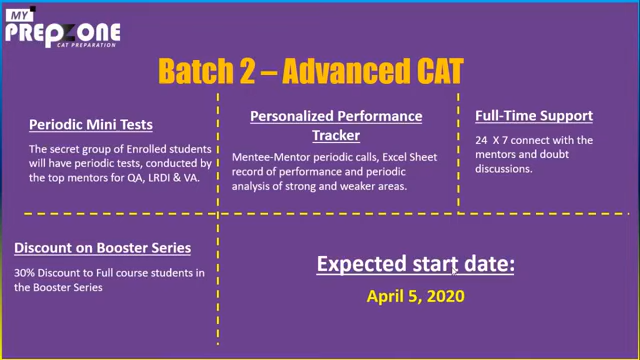 MY
PREPZONE
CAT PREPARATION
Batch 2 – Advanced CAT
Periodic Mini Tests
The secret group of Enrolled students
will have periodic tests, conducted by
the top mentors for QA, LRDI & VA.
Personalized Performance
Tracker
Mentee-Mentor periodic calls, Excel Sheet
record of performance and periodic
analysis of strong and weaker areas.
Full-Time Support
24 X 7 connect with the
mentors and doubt
discussions.
Discount on Booster Series
30% Discount to Full course students in
the Booster Series
Expected start date:
April 5, 2020